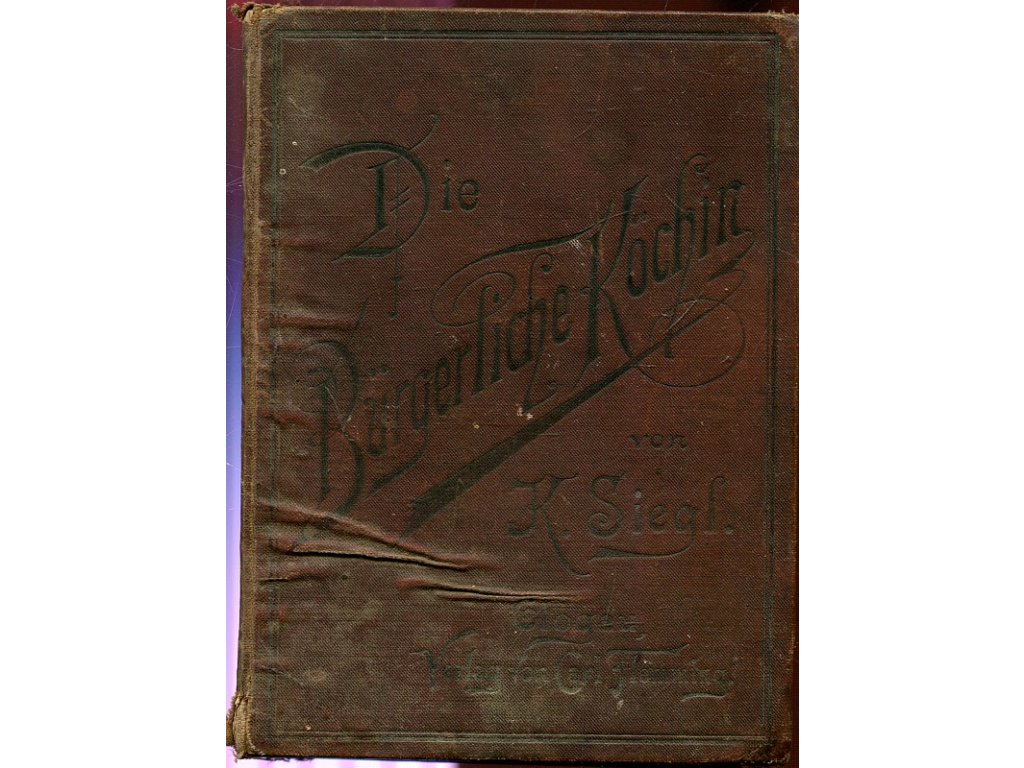 Die
Bürgerliche Köchin
von
K. Siegl.
Glogau,
Verlag von Carl Flemming.